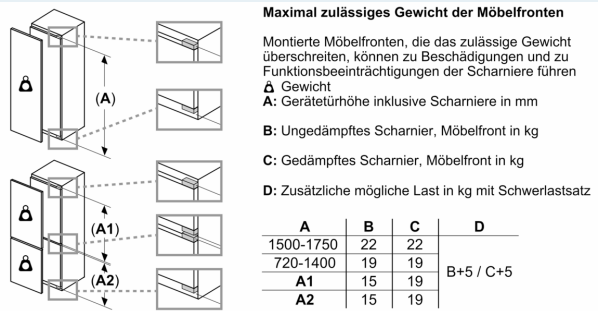 Maximal zulässiges Gewicht der Möbelfronten
Montierte Möbelfronten, die das zulässige Gewicht
überschreiten, können zu Beschädigungen und zu
Funktionsbeeinträchtigungen der Scharniere führen
Gewicht
A: Gerätetürhöhe inklusive Scharniere in mm
B: Ungedämpftes Scharnier, Möbelfront in kg
C: Gedämpftes Scharnier, Möbelfront in kg
D: Zusätzliche mögliche Last in kg mit Schwerlastsatz
(A)
(A1)
(A2)
A B C D
1500-1750 22 22
720-1400 19 19
B+5 / C+5
A1 15 19
A2 15 19